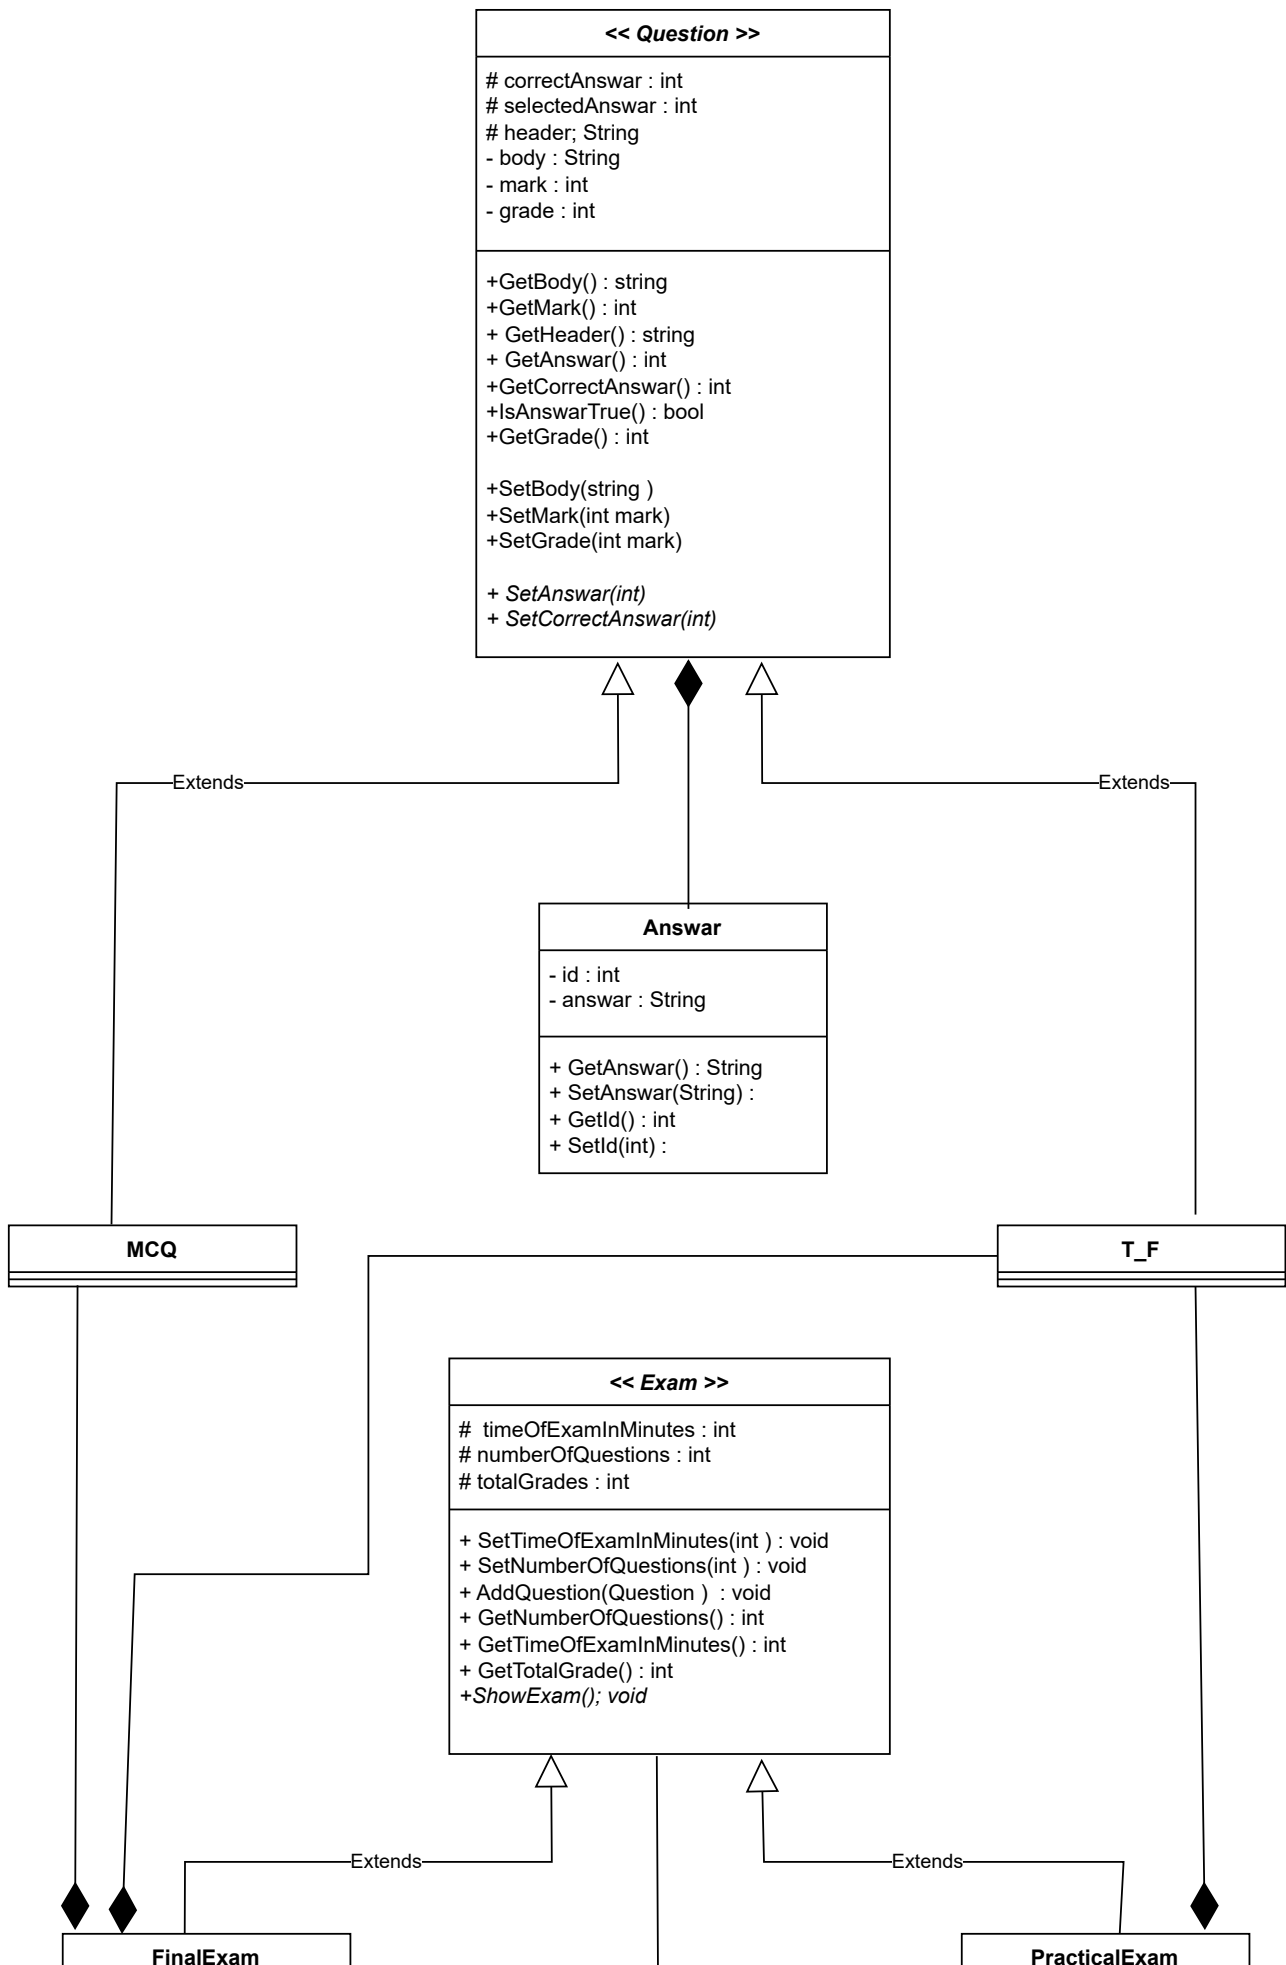 << Question >>
# correctAnswar : int
# selectedAnswar : int
# header; String
- body : String
- mark : int
- grade : int
+GetBody() : string
+GetMark() : int
+ GetHeader() : string
+ GetAnswar() : int
+GetCorrectAnswar() : int
+IsAnswarTrue() : bool
+GetGrade() : int
+SetBody(string )
+SetMark(int mark)
+SetGrade(int mark)
+ SetAnswar(int)
+ SetCorrectAnswar(int)
Extends
Extends
Answar
- id : int
- answar : String
+ GetAnswar() : String
+ SetAnswar(String) :
+ GetId() : int
+ SetId(int) :
MCQ
T_F
<< Exam >>
#  timeOfExamInMinutes : int
# numberOfQuestions : int
# totalGrades : int
+ SetTimeOfExamInMinutes(int ) : void
+ SetNumberOfQuestions(int ) : void
+ AddQuestion(Question )  : void
+ GetNumberOfQuestions() : int
+ GetTimeOfExamInMinutes() : int
+ GetTotalGrade() : int
+ShowExam(); void
Extends
Extends
FinalExam
PracticalExam